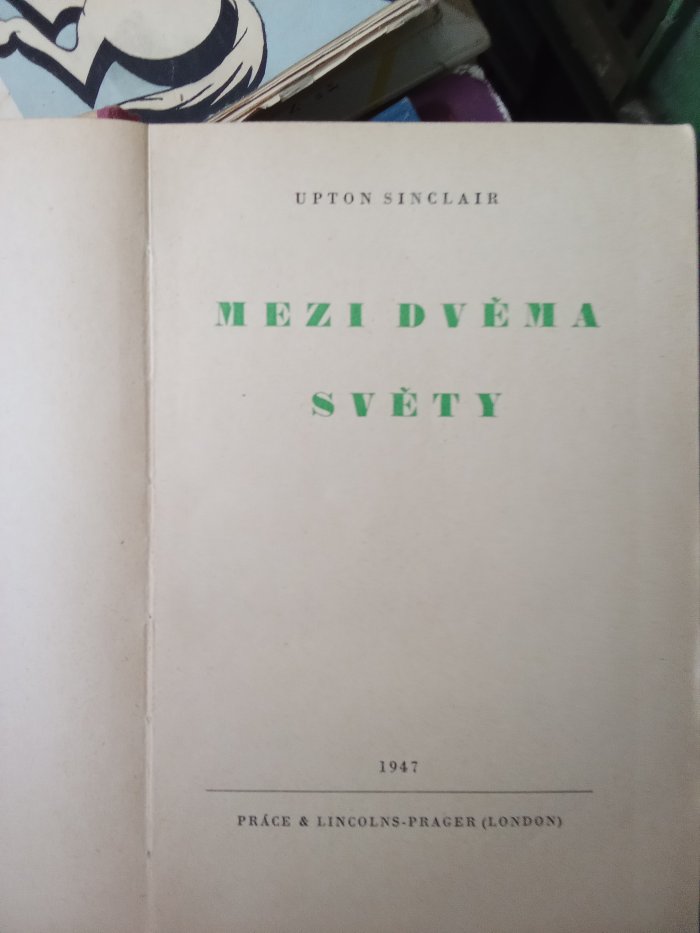 UPTON SINCLAIR
MEZI DVĚMA
SVĚTY
1947
PRÁCE & LINCOLNS-PRAGER (LONDON)